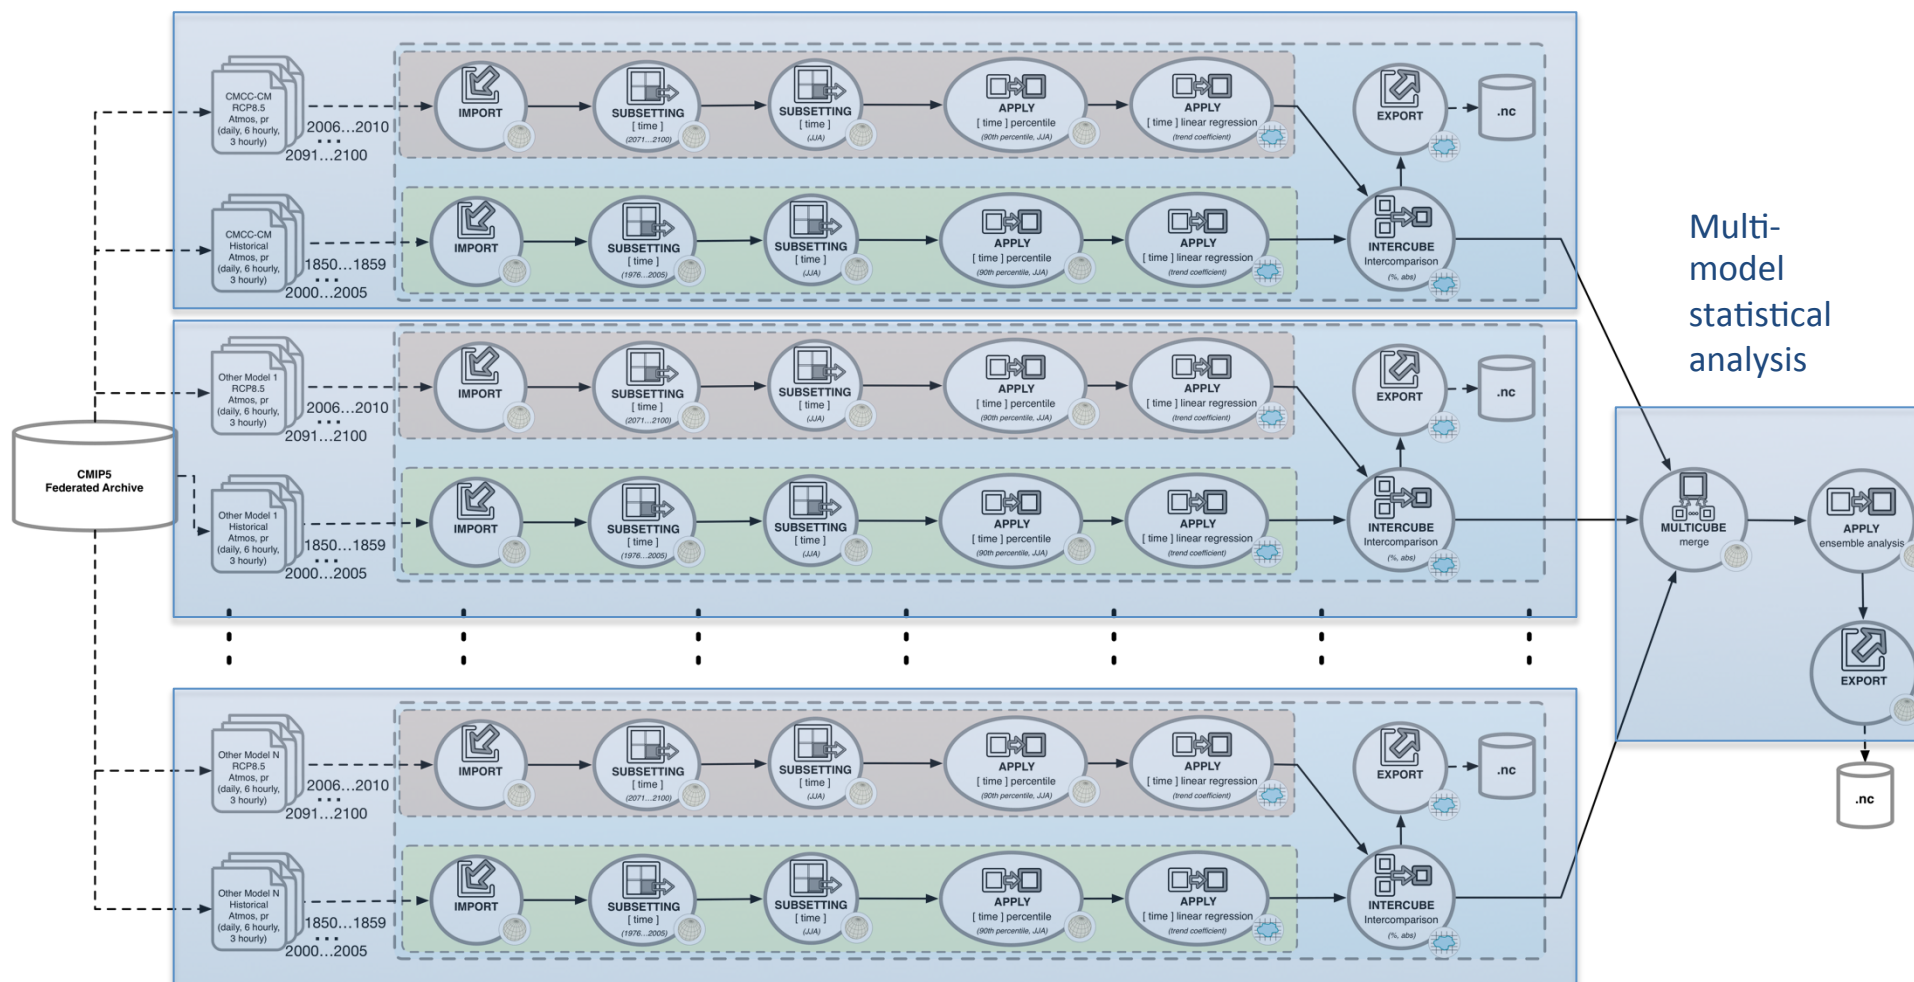 CMCC-CM
RCP8.5
Atmos, pr
(daily, 6 hourly,
3 hourly)
2006...2010
...
2091...2100
IMPORT
SUBSETTING
[ time ]
(2071...2100)
SUBSETTING
[ time ]
(JJA)
APPLY
[ time ] percentile
(90th percentile, JJA)
APPLY
[ time ] linear regression
(trend coefficient)
EXPORT
.nc
CMCC-CM
Historical
Atmos, pr
(daily, 6 hourly,
3 hourly)
1850...1859
...
2000...2005
IMPORT
SUBSETTING
[ time ]
(1976...2005)
SUBSETTING
[ time ]
(JJA)
APPLY
[ time ] percentile
(90th percentile, JJA)
APPLY
[ time ] linear regression
(trend coefficient)
INTERCUBE
Intercomparison
(%, abs)
Multi-
model
statistical
analysis
Other Model 1
RCP8.5
Atmos, pr
(daily, 6 hourly,
3 hourly)
2006...2010
...
2091...2100
IMPORT
SUBSETTING
[ time ]
(2071...2100)
SUBSETTING
[ time ]
(JJA)
APPLY
[ time ] percentile
(90th percentile, JJA)
APPLY
[ time ] linear regression
(trend coefficient)
EXPORT
.nc
CMIP5
Federated Archive
Other Model 1
Historical
Atmos, pr
(daily, 6 hourly,
3 hourly)
1850...1859
...
2000...2005
IMPORT
SUBSETTING
[ time ]
(1976...2005)
SUBSETTING
[ time ]
(JJA)
APPLY
[ time ] percentile
(90th percentile, JJA)
APPLY
[ time ] linear regression
(trend coefficient)
INTERCUBE
Intercomparison
(%, abs)
MULTICUBE
merge
APPLY
ensemble analysis
EXPORT
.nc
Other Model N
RCP8.5
Atmos, pr
(daily, 6 hourly,
3 hourly)
2006...2010
...
2091...2100
IMPORT
SUBSETTING
[ time ]
(2071...2100)
SUBSETTING
[ time ]
(JJA)
APPLY
[ time ] percentile
(90th percentile, JJA)
APPLY
[ time ] linear regression
(trend coefficient)
EXPORT
.nc
Other Model N
Historical
Atmos, pr
(daily, 6 hourly,
3 hourly)
1850...1859
...
2000...2005
IMPORT
SUBSETTING
[ time ]
(1976...2005)
SUBSETTING
[ time ]
(JJA)
APPLY
[ time ] percentile
(90th percentile, JJA)
APPLY
[ time ] linear regression
(trend coefficient)
INTERCUBE
Intercomparison
(%, abs)